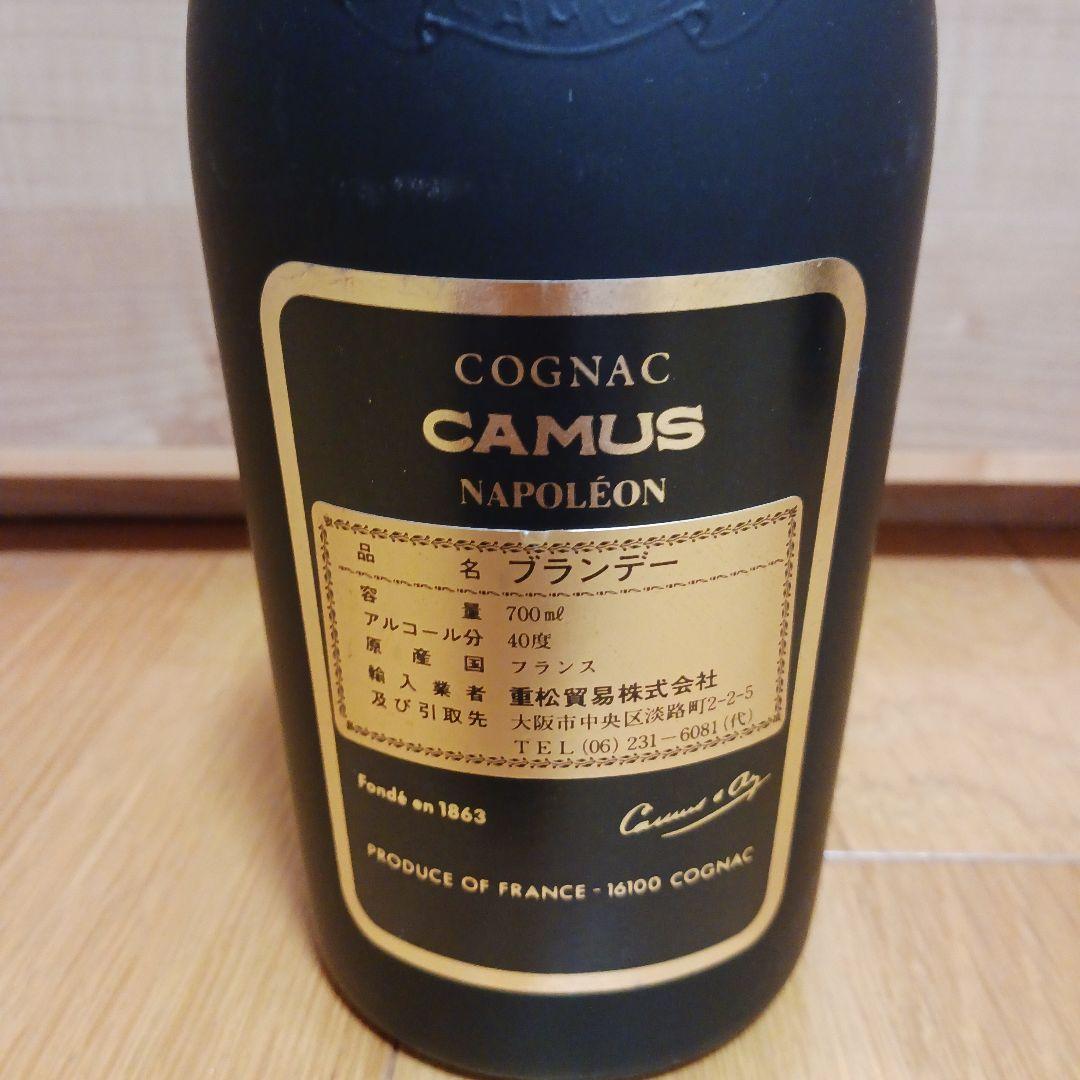 CAMUS
COGNAC
CAMUS
NAPOLÉON
品名 ブランデー
容量 700㎖
アルコール分 40度
原産国 フランス
輸入業者 重松貿易株式会社
及び引取先 大阪市中央区淡路町2-2-5
TEL (06) 231-6081 (代)
Fondé en 1863
Camus & Co
PRODUCE OF FRANCE - 16100 COGNAC